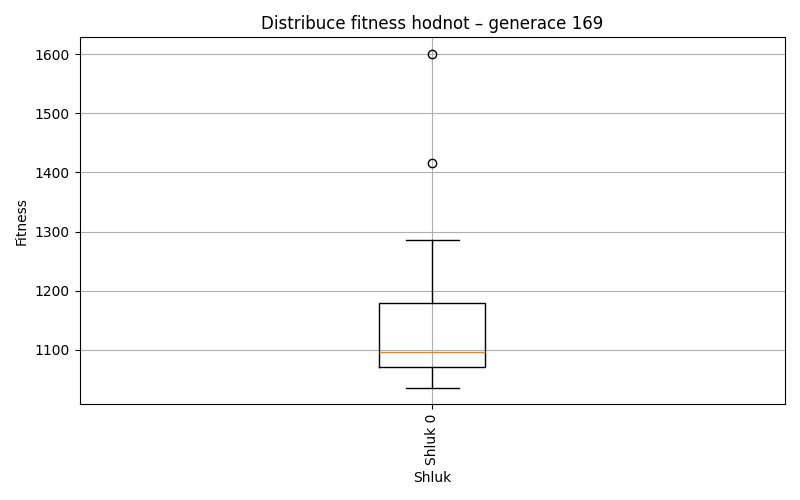 Distribuce fitness hodnot – generace 169
1600
1500
1400
1300
1200
1100
Fitness
Shluk 0
Shluk